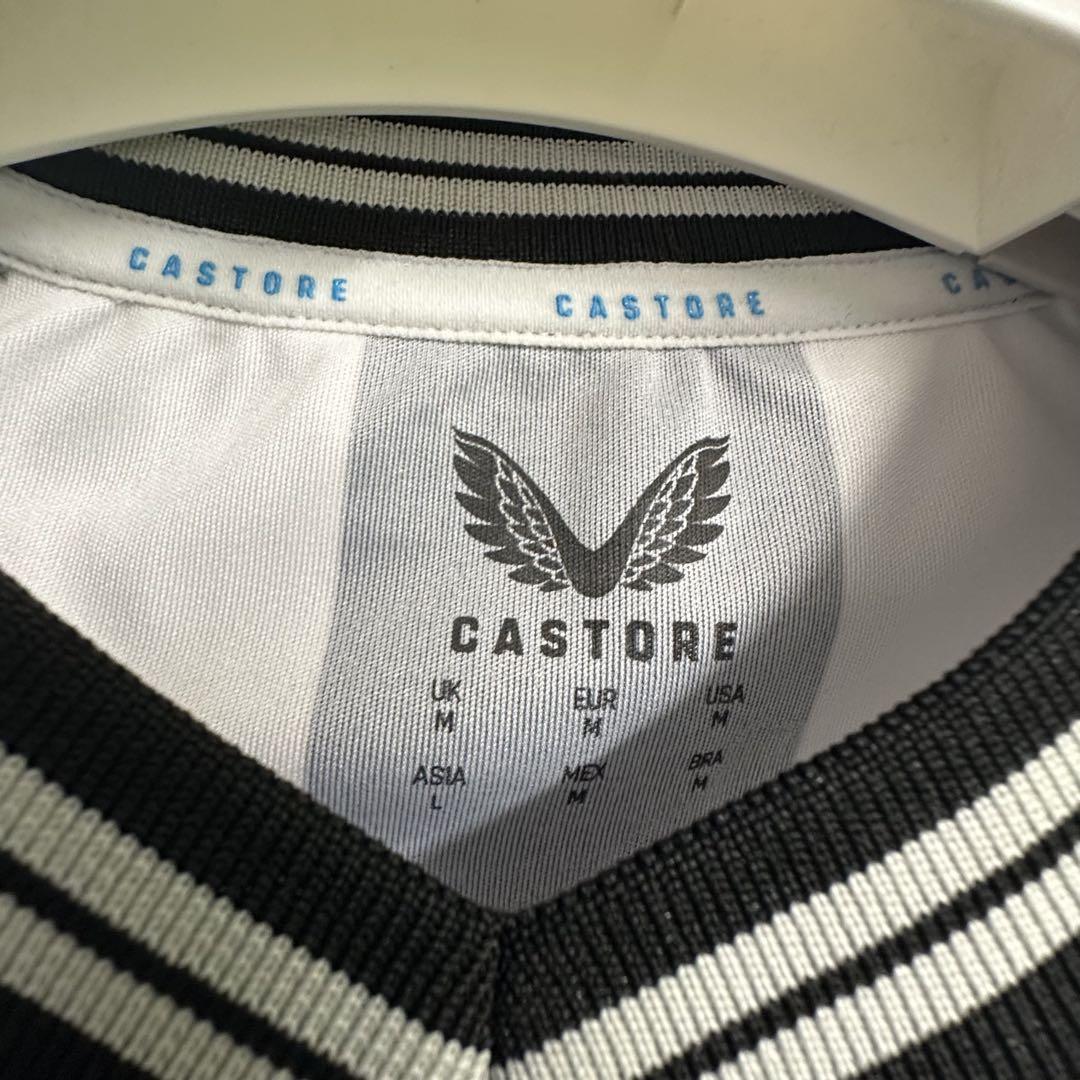 CASTORE CASTORE
CASTORE
UK EUR USA
M M M
ASIA MEX BRA
L M M